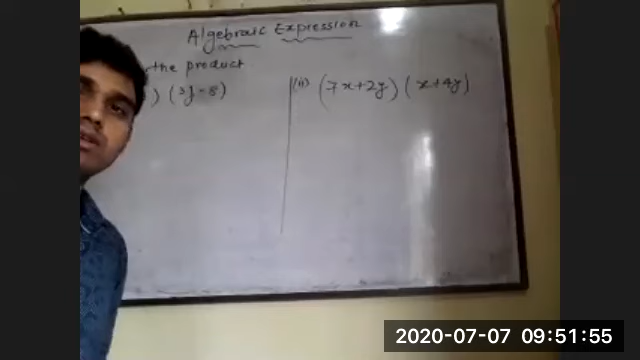 Algebraic Expression
the product
) (3y-8)
(ii) (7x+2y) (x+4y)
2020-07-07 09:51:55